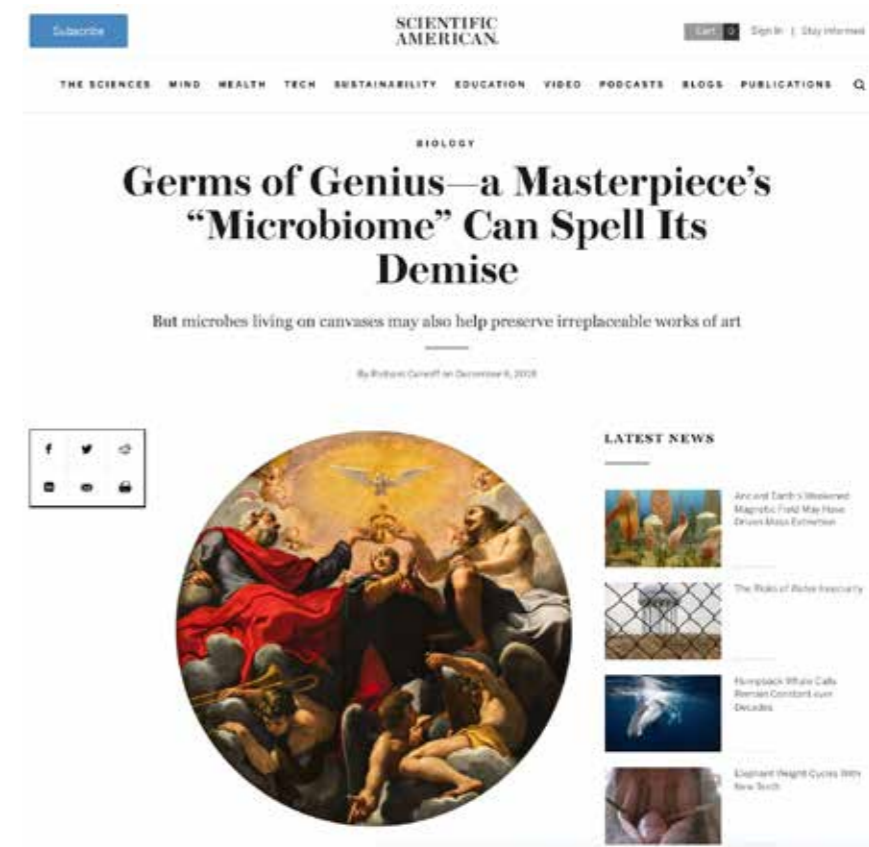 Subscribe
SCIENTIFIC
AMERICAN
Cart 0 Sign In | Stay Informed
THE SCIENCES MIND HEALTH TECH SUSTAINABILITY EDUCATION VIDEO PODCASTS BLOGS PUBLICATIONS
BIOLOGY
Germs of Genius—a Masterpiece’s
“Microbiome” Can Spell Its
Demise
But microbes living on canvases may also help preserve irreplaceable works of art
By on December
LATEST NEWS
Ancient Earth's Weakened
Magnetic Field May Have
Driven Mass Extinction
The Risks of Water Insecurity
Humpback Whale Calls
Remain Constant over
Decades
Elephant Weight Cycles With
New Teeth